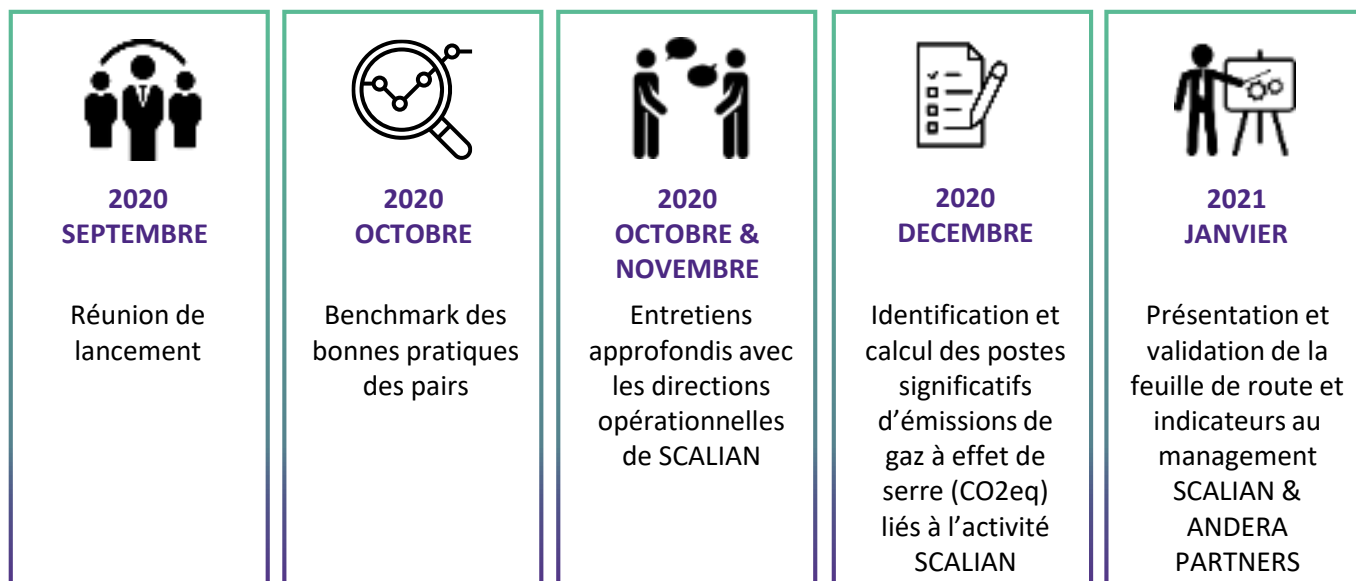 2020
SEPTEMBRE
Réunion de
lancement
2020
OCTOBRE
Benchmark des
bonnes pratiques
des pairs
2020
OCTOBRE &
NOVEMBRE
Entretiens
approfondis avec
les directions
opérationnelles
de SCALIAN
2020
DECEMBRE
Identification et
calcul des postes
significatifs
d’émissions de
gaz à effet de
serre (CO2eq)
liés à l’activité
SCALIAN
2021
JANVIER
Présentation et
validation de la
feuille de route et
indicateurs au
management
SCALIAN &
ANDERA
PARTNERS